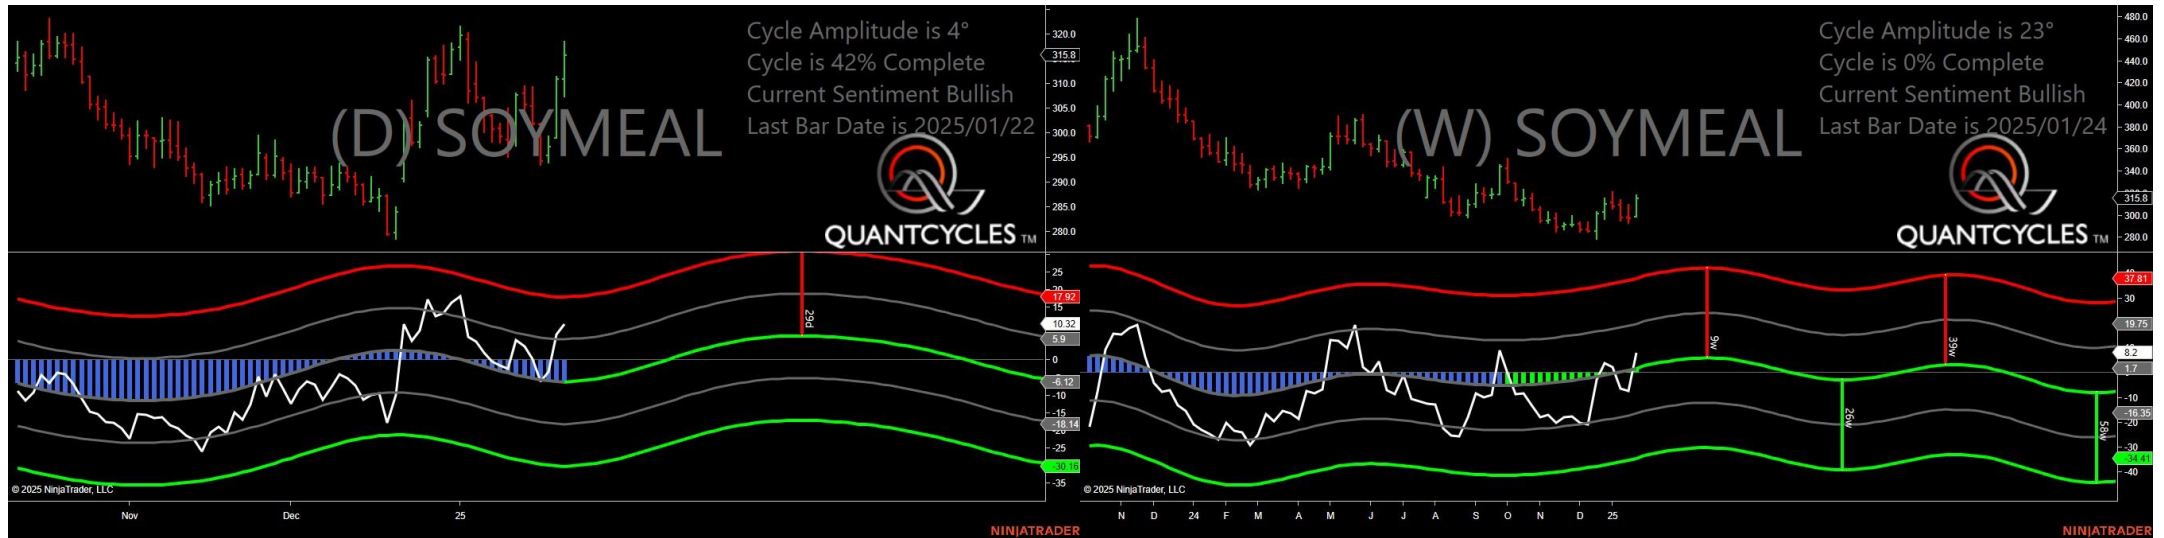 Cycle Amplitude is 4°
Cycle is 42% Complete
Current Sentiment Bullish
Last Bar Date is 2025/01/22
(D) SOYMEAL
QUANTCYCLES TM
320.0
315.8
310.0
305.0
300.0
295.0
290.0
285.0
280.0
25
17.92
15
10.32
5.9
0
-6.12
-10
-15
-18.14
-25
-30.16
-35
29d
© 2025 NinjaTrader, LLC
Nov Dec 25
NINJATRADER
Cycle Amplitude is 23°
Cycle is 0% Complete
Current Sentiment Bullish
Last Bar Date is 2025/01/24
(W) SOYMEAL
QUANTCYCLES TM
480.0
460.0
440.0
420.0
400.0
380.0
360.0
340.0
315.8
300.0
280.0
37.81
30
19.75
8.2
1.7
-10
-16.35
-30
-34.41
-40
9w
26w
39w
58w
© 2025 NinjaTrader, LLC
N D 24 F M A M J J A S O N D 25
NINJATRADER